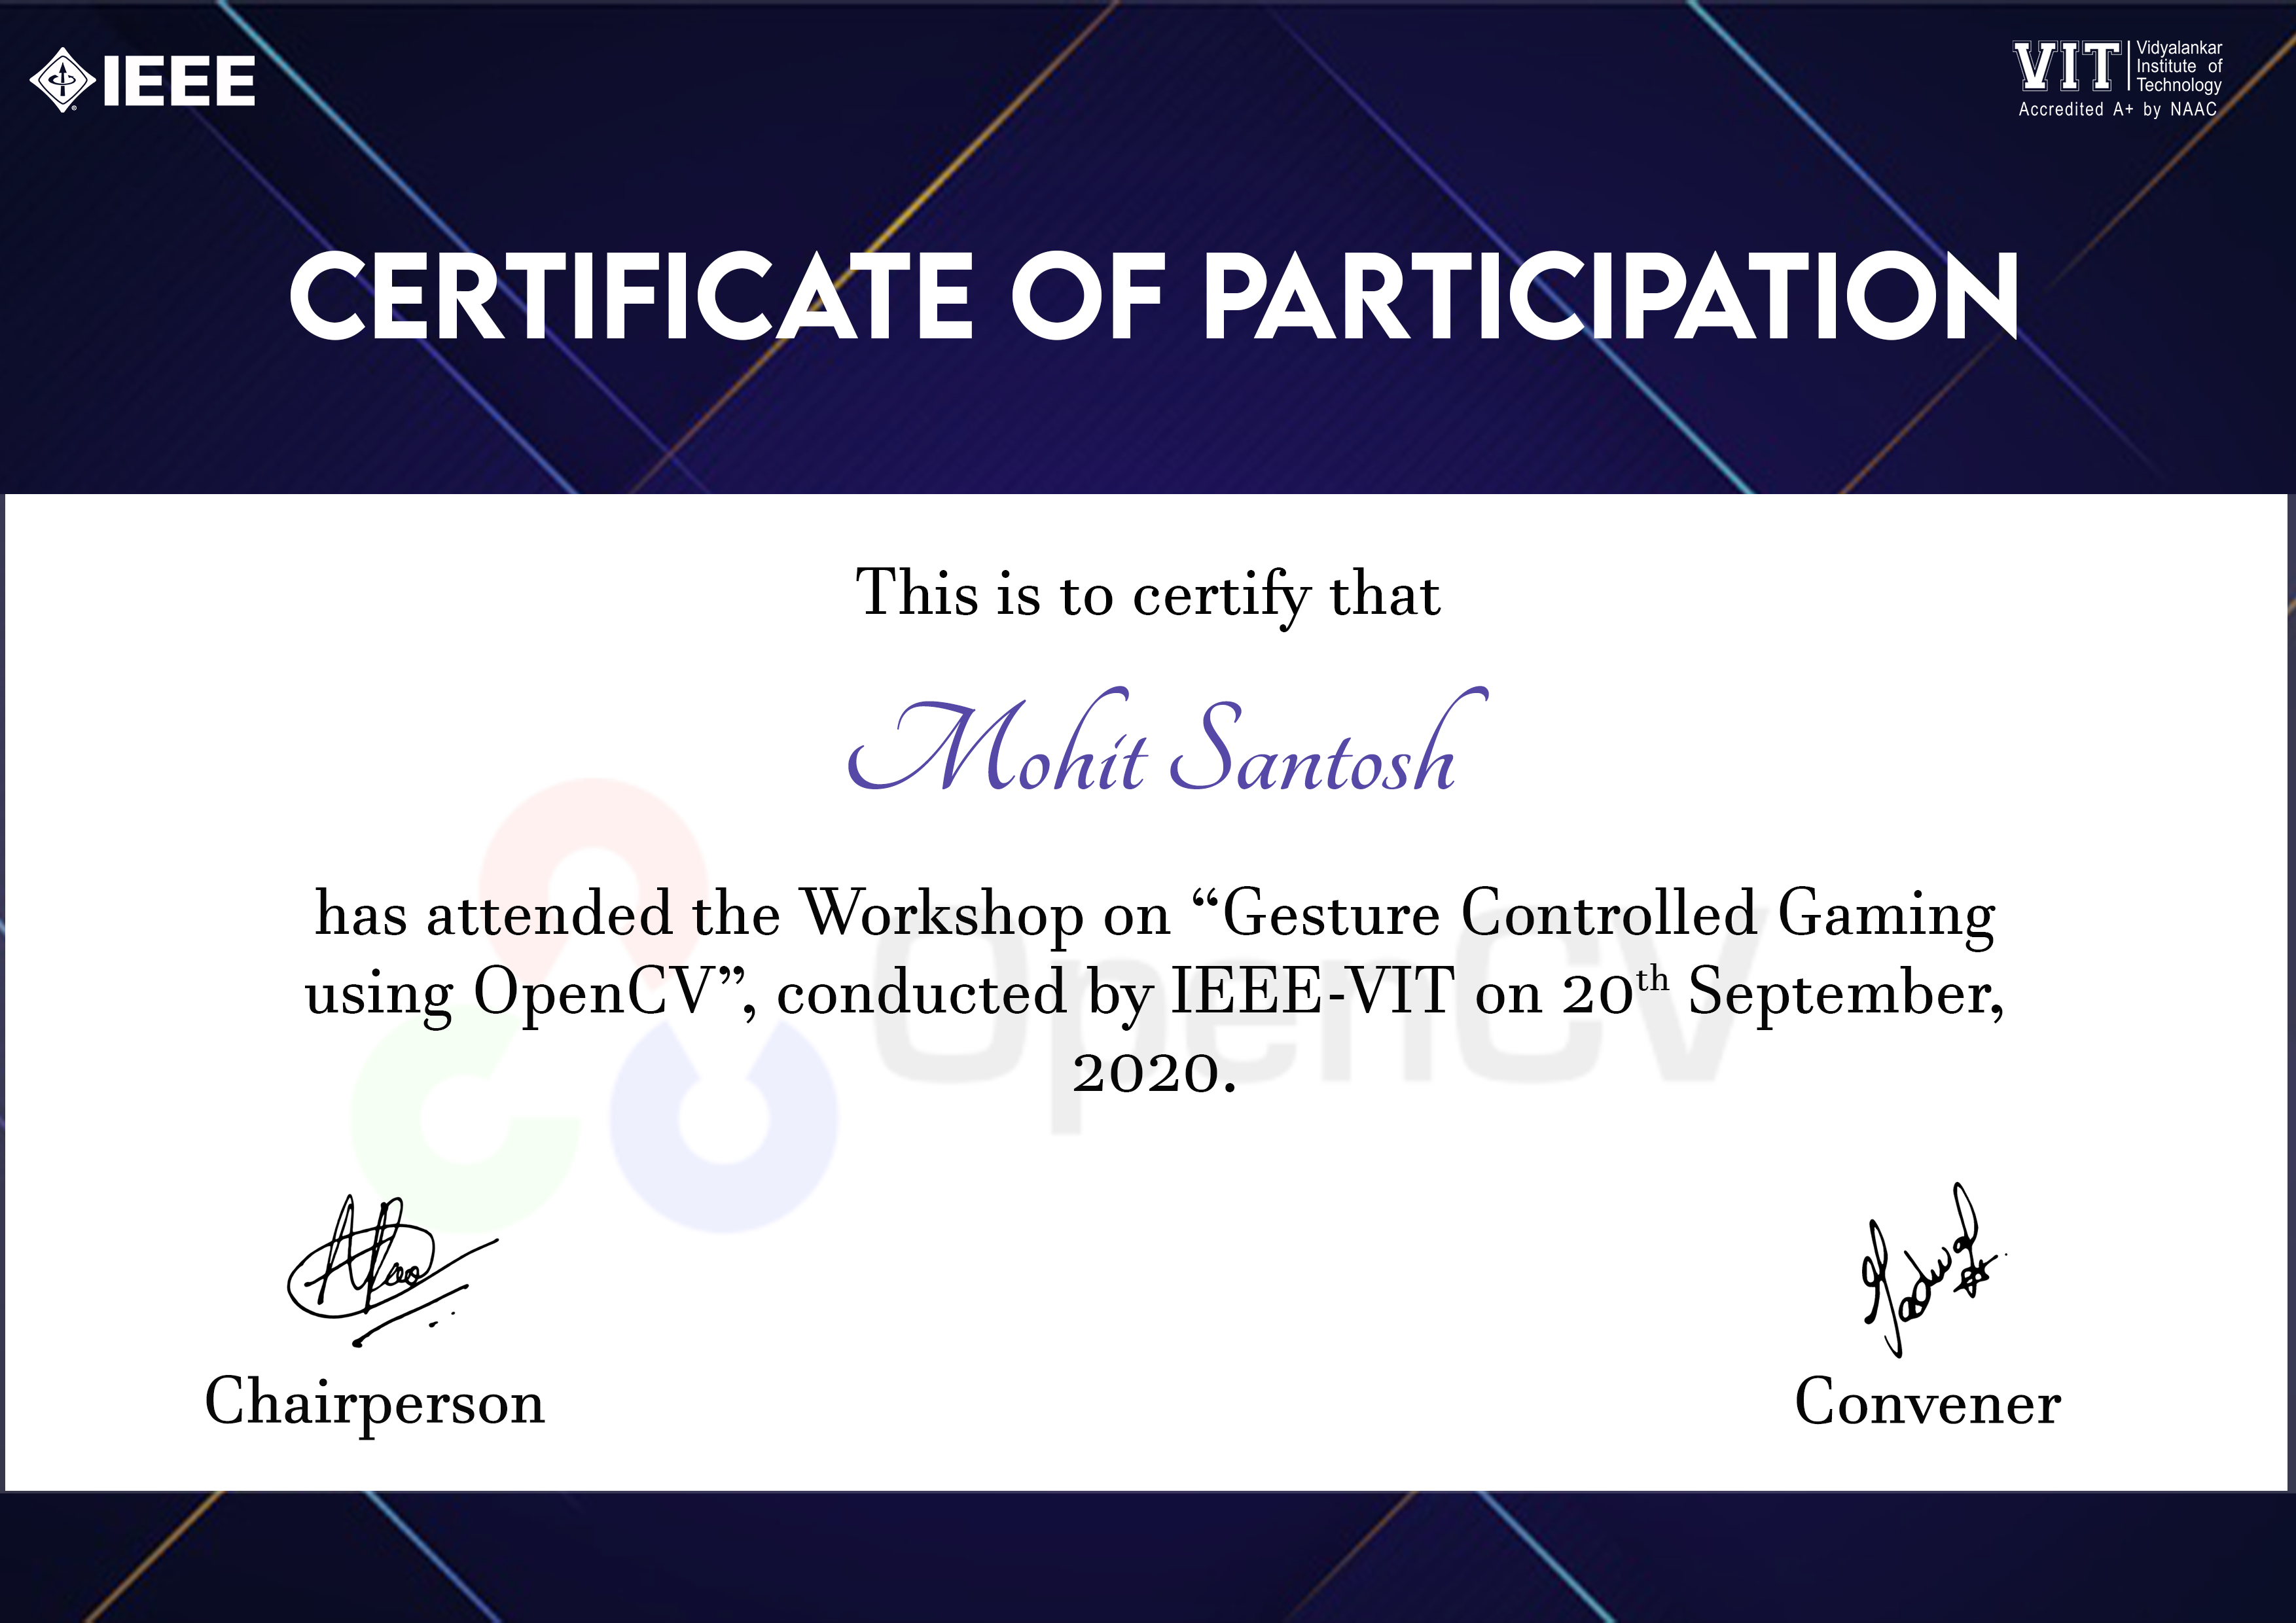 IEEE
VIT
Vidyalankar
Institute of
Technology
Accredited A+ by NAAC
CERTIFICATE OF PARTICIPATION
This is to certify that
Mohit Santosh
has attended the Workshop on “Gesture Controlled Gaming
using OpenCV”, conducted by IEEE-VIT on 20th September,
2020.
OpenCV
Chairperson
Convener